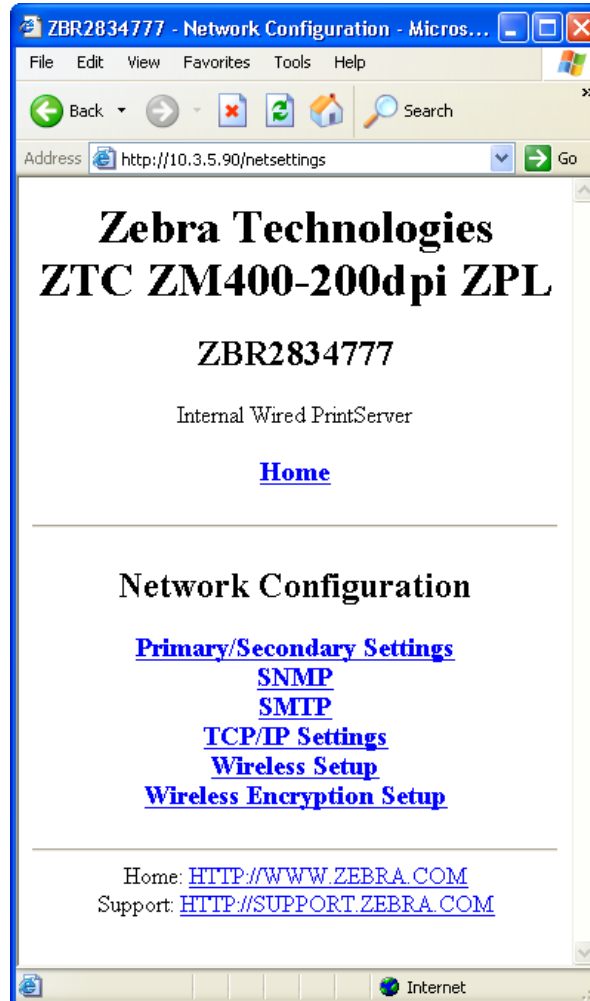 ZBR2834777 - Network Configuration - Micros...
File Edit View Favorites Tools Help
Back Search »
Address http://10.3.5.90/netsettings Go
Zebra Technologies
ZTC ZM400-200dpi ZPL
ZBR2834777
Internal Wired PrintServer
Home
Network Configuration
Primary/Secondary Settings
SNMP
SMTP
TCP/IP Settings
Wireless Setup
Wireless Encryption Setup
Home: HTTP://WWW.ZEBRA.COM
Support: HTTP://SUPPORT.ZEBRA.COM
Internet